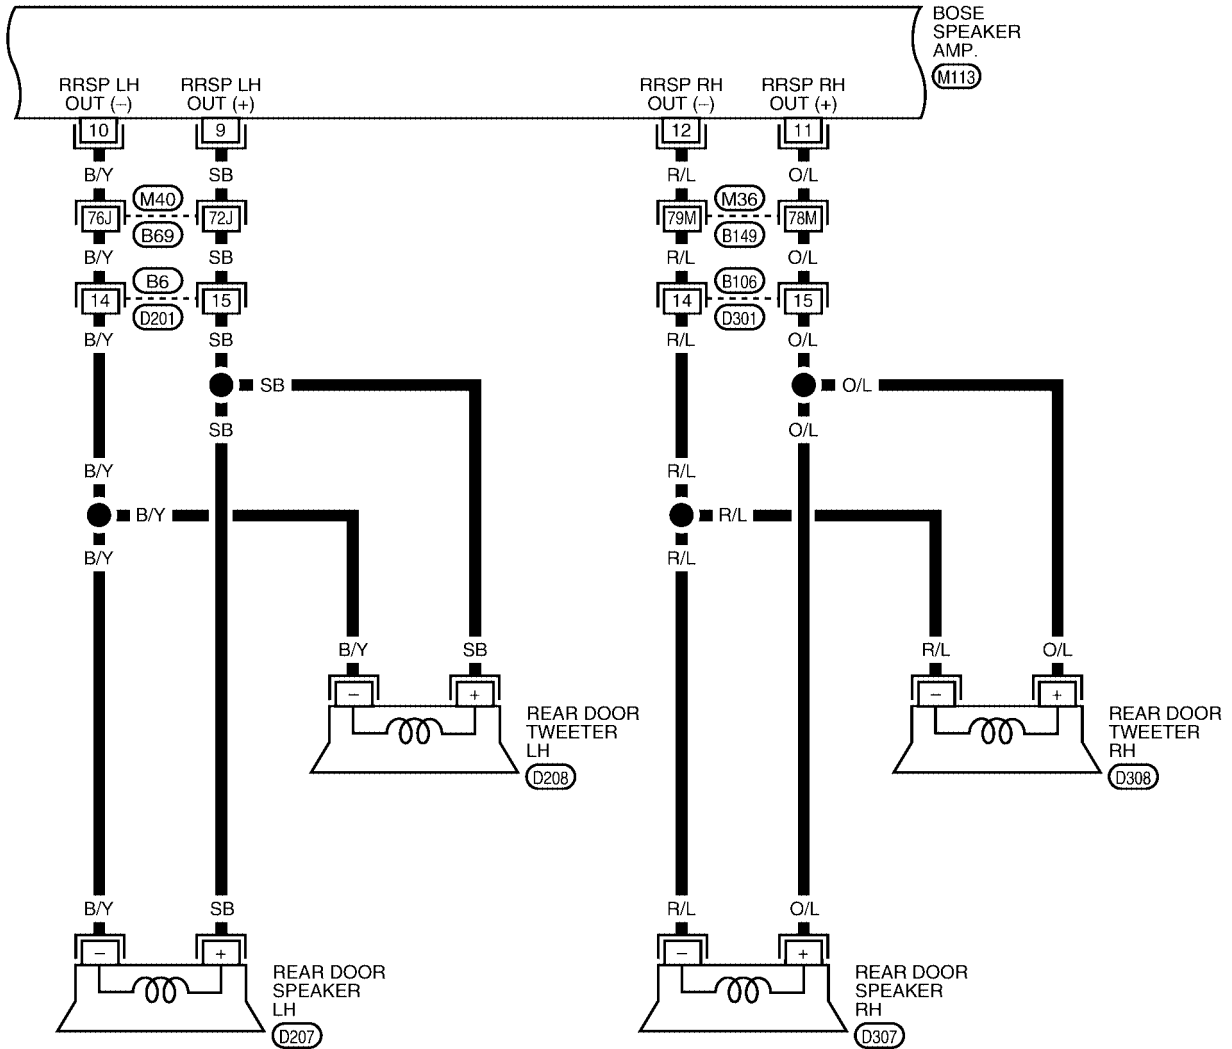 BOSE
SPEAKER
AMP.
M113
RRSP LH
OUT (–)
RRSP LH
OUT (+)
RRSP RH
OUT (–)
RRSP RH
OUT (+)
10
9
12
11
B/Y
SB
R/L
O/L
M40
M36
76J
72J
79M
78M
B69
B149
B/Y
SB
R/L
O/L
B6
B106
14
15
14
15
D201
D301
B/Y
SB
R/L
O/L
SB
O/L
SB
O/L
B/Y
R/L
B/Y
R/L
B/Y
R/L
B/Y
SB
R/L
O/L
–
+
–
+
REAR DOOR
TWEETER
LH
D208
REAR DOOR
TWEETER
RH
D308
B/Y
SB
R/L
O/L
–
+
–
+
REAR DOOR
SPEAKER
LH
D207
REAR DOOR
SPEAKER
RH
D307